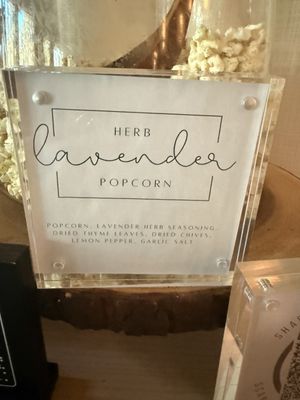 HERB
lavender
POPCORN
POPCORN, LAVENDER HERB SEASONING,
DRIED THYME LEAVES, DRIED CHIVES,
LEMON PEPPER, GARLIC SALT